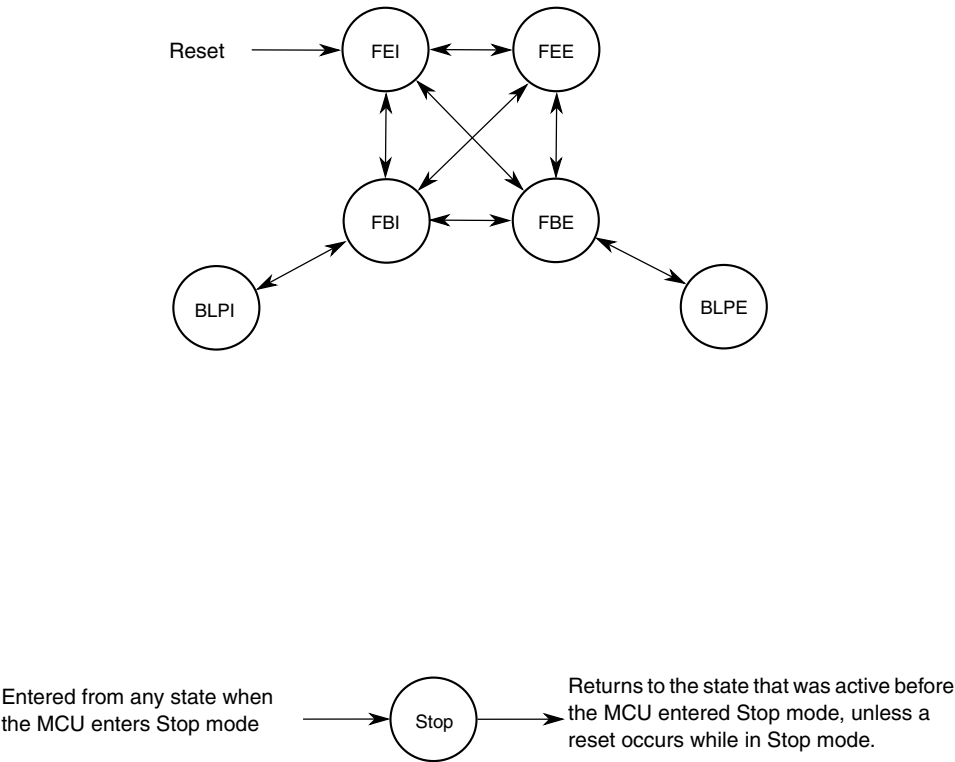 Reset
FEI
FEE
FBI
FBE
BLPI
BLPE
Entered from any state when
the MCU enters Stop mode
Stop
Returns to the state that was active before
the MCU entered Stop mode, unless a
reset occurs while in Stop mode.